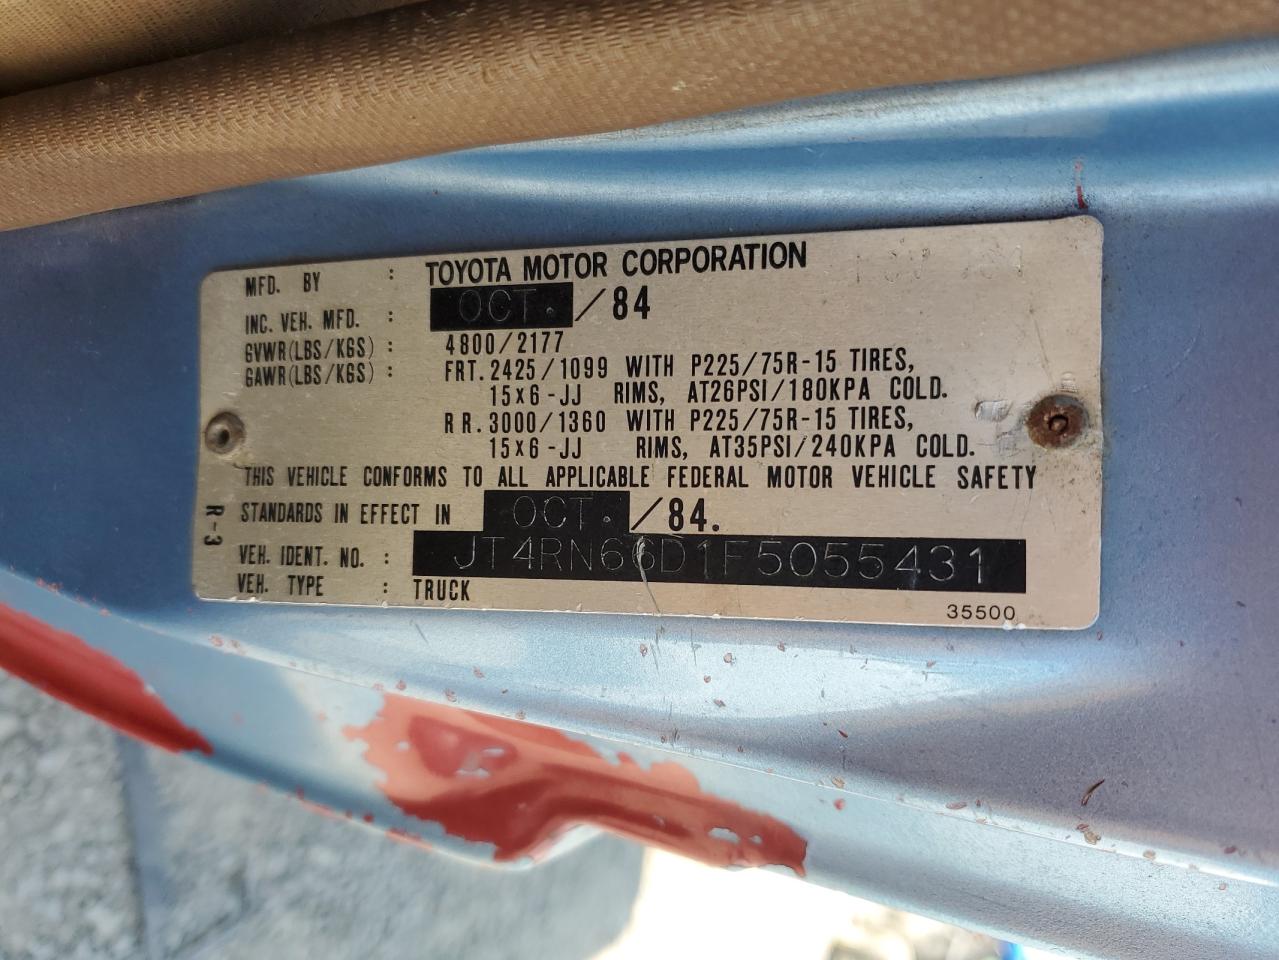 MFD. BY : TOYOTA MOTOR CORPORATION
INC. VEH. MFD. : OCT. /84
GVWR(LBS/KGS) : 4800/2177
GAWR(LBS/KGS) : FRT. 2425/1099 WITH P225/75R-15 TIRES,
15x6-JJ RIMS, AT26PSI/180KPA COLD.
RR. 3000/1360 WITH P225/75R-15 TIRES,
15x6-JJ RIMS, AT35PSI/240KPA COLD.
THIS VEHICLE CONFORMS TO ALL APPLICABLE FEDERAL MOTOR VEHICLE SAFETY
STANDARDS IN EFFECT IN OCT. /84.
VEH. IDENT. NO. : JT4RN66D1F5055431
VEH. TYPE : TRUCK
35500
R-3